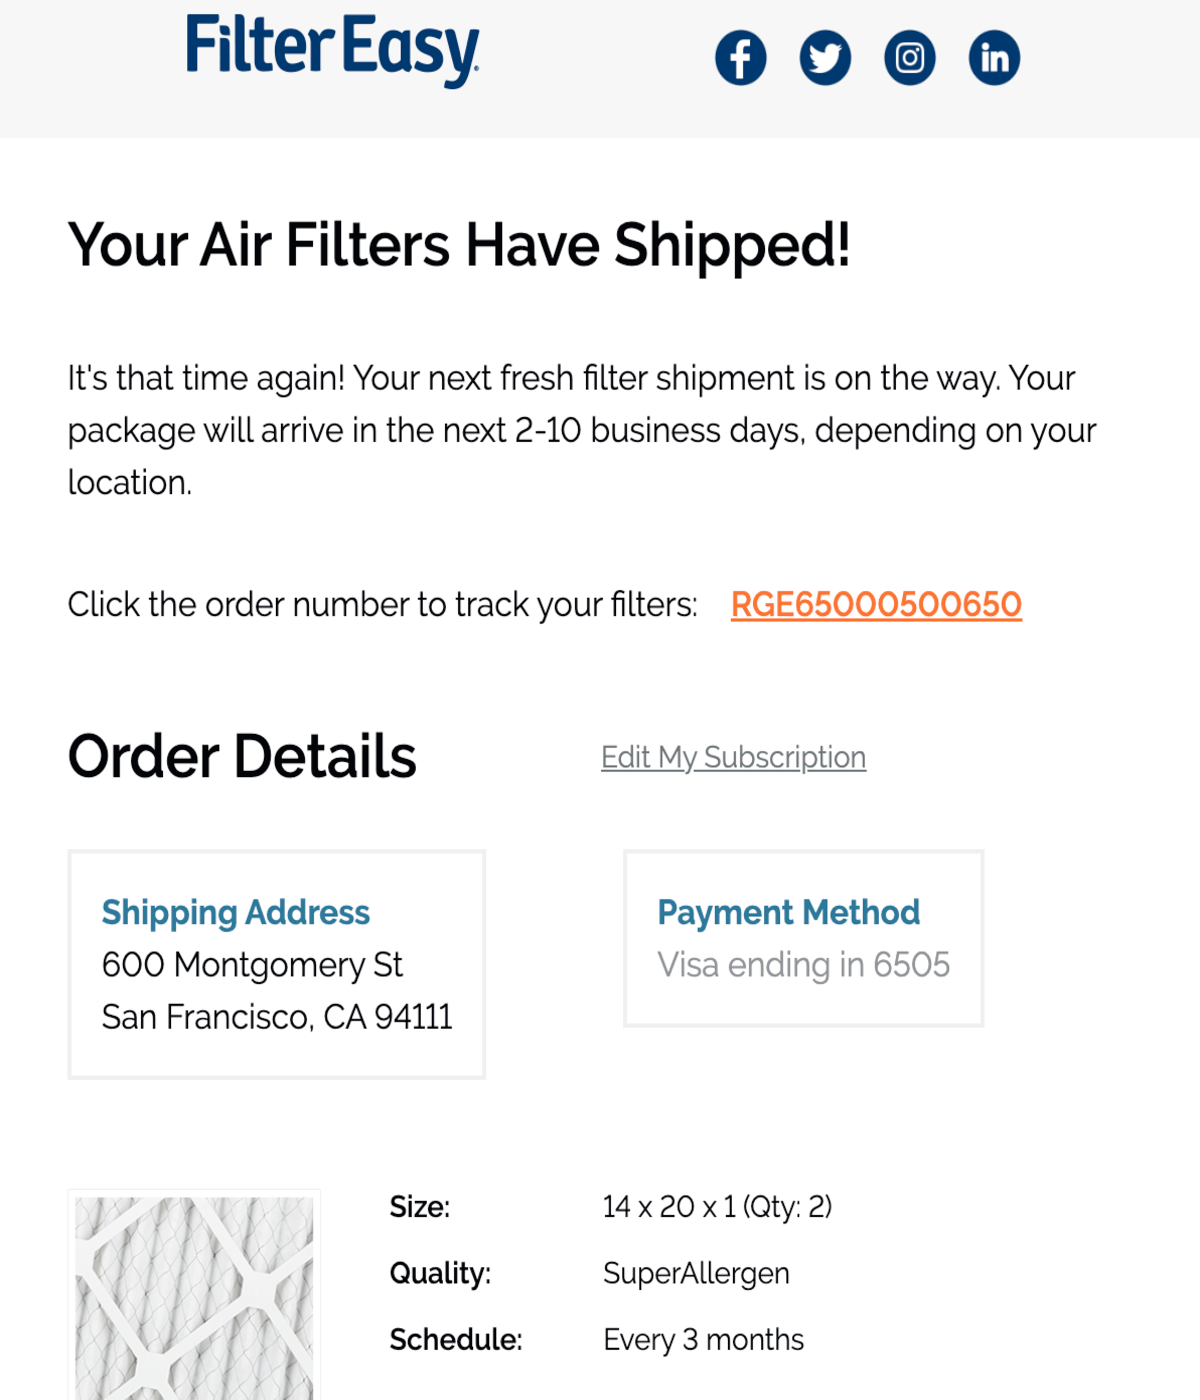 FilterEasy
Your Air Filters Have Shipped!
It's that time again! Your next fresh filter shipment is on the way. Your
package will arrive in the next 2-10 business days, depending on your
location.
Click the order number to track your filters: RGE65000500650
Order Details
Edit My Subscription
Shipping Address
600 Montgomery St
San Francisco, CA 94111
Payment Method
Visa ending in 6505
Size: 14 x 20 x 1 (Qty: 2)
Quality: SuperAllergen
Schedule: Every 3 months